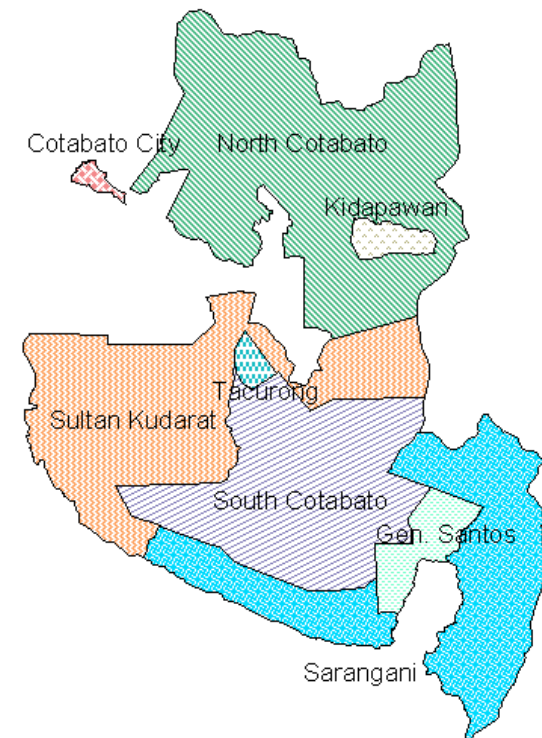 Cotabato City
North Cotabato
Kidapawan
Tacurong
Sultan Kudarat
South Cotabato
Gen. Santos
Sarangani